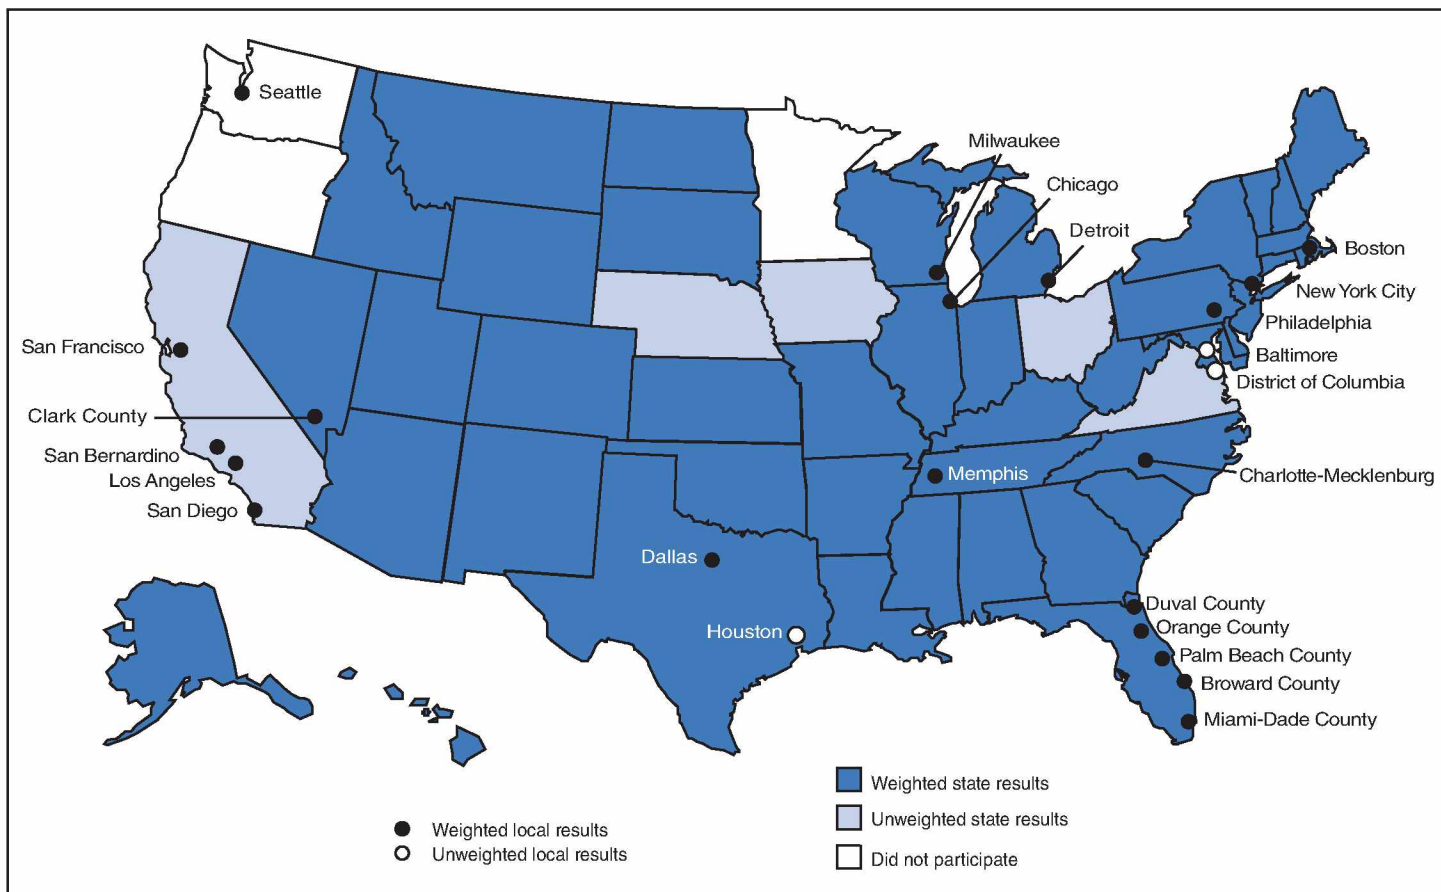 Seattle
Milwaukee
Chicago
Detroit
Boston
New York City
Philadelphia
Baltimore
District of Columbia
San Francisco
Clark County
San Bernardino
Los Angeles
San Diego
Memphis
Charlotte-Mecklenburg
Dallas
Houston
Duval County
Orange County
Palm Beach County
Broward County
Miami-Dade County
Weighted local results
Unweighted local results
Weighted state results
Unweighted state results
Did not participate